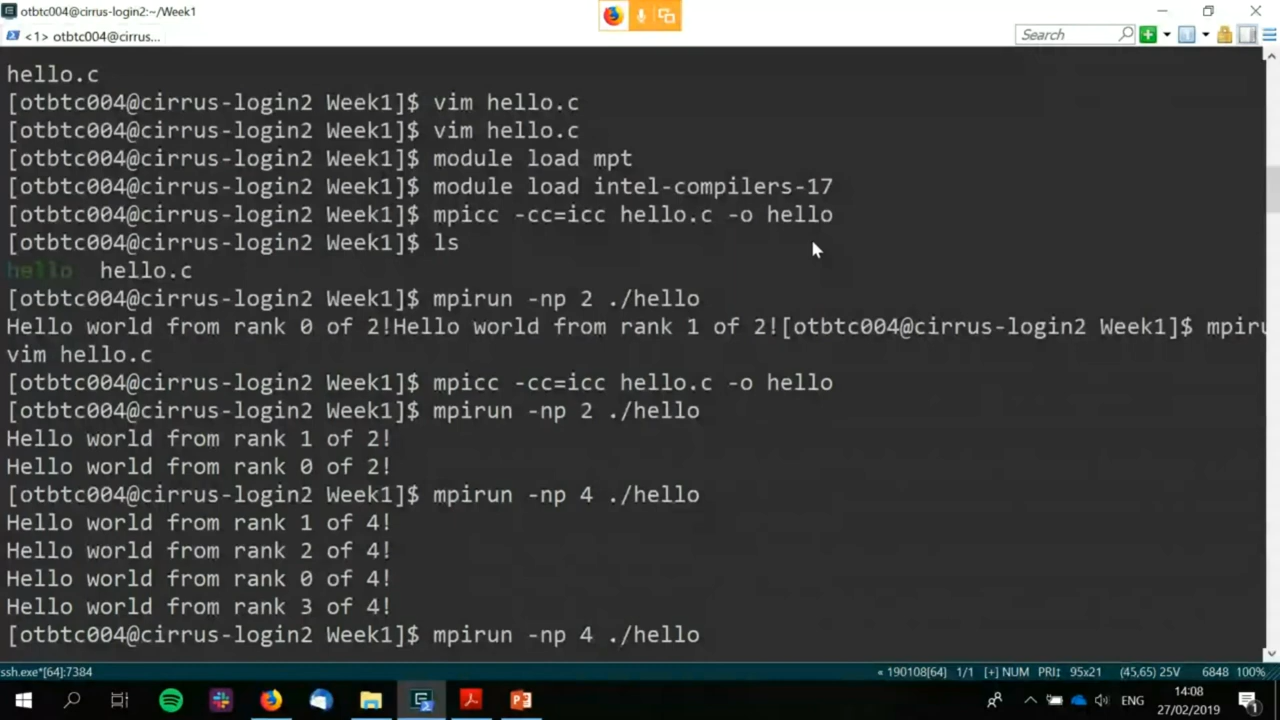 otbtc004@cirrus-login2:~/Week1
<1> otbtc004@cirrus...
Search
hello.c
[otbtc004@cirrus-login2 Week1]$ vim hello.c
[otbtc004@cirrus-login2 Week1]$ vim hello.c
[otbtc004@cirrus-login2 Week1]$ module load mpt
[otbtc004@cirrus-login2 Week1]$ module load intel-compilers-17
[otbtc004@cirrus-login2 Week1]$ mpicc -cc=icc hello.c -o hello
[otbtc004@cirrus-login2 Week1]$ ls
hello  hello.c
[otbtc004@cirrus-login2 Week1]$ mpirun -np 2 ./hello
Hello world from rank 0 of 2!Hello world from rank 1 of 2![otbtc004@cirrus-login2 Week1]$ mpiru
vim hello.c
[otbtc004@cirrus-login2 Week1]$ mpicc -cc=icc hello.c -o hello
[otbtc004@cirrus-login2 Week1]$ mpirun -np 2 ./hello
Hello world from rank 1 of 2!
Hello world from rank 0 of 2!
[otbtc004@cirrus-login2 Week1]$ mpirun -np 4 ./hello
Hello world from rank 1 of 4!
Hello world from rank 2 of 4!
Hello world from rank 0 of 4!
Hello world from rank 3 of 4!
[otbtc004@cirrus-login2 Week1]$ mpirun -np 4 ./hello
ssh.exe*[64]:7384
« 190108[64] 1/1 [+] NUM PRI↕ 95x21 (45,65) 25V 6848 100%
ENG
14:08
27/02/2019